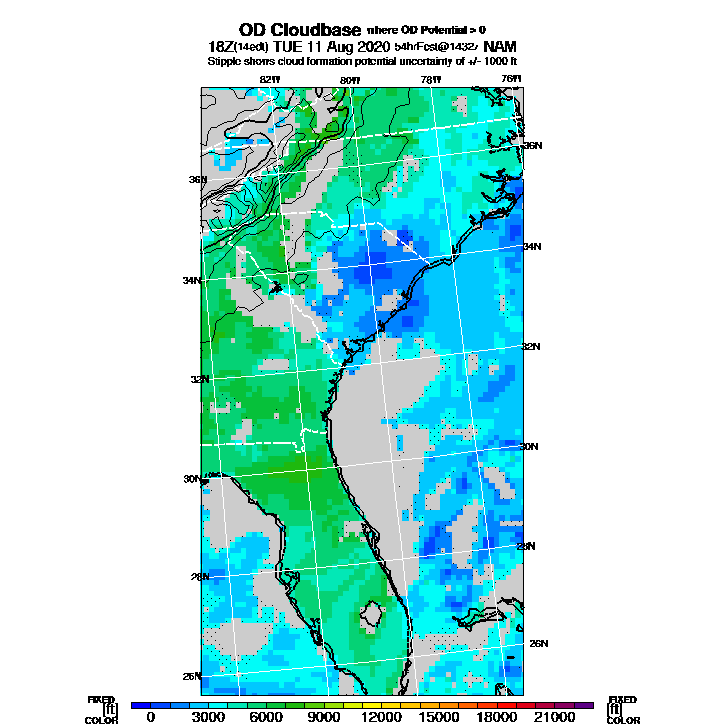 OD Cloudbase where OD Potential > 0
18Z(14edt) TUE 11 Aug 2020 54hrFcst@1432z NAM
Stipple shows cloud formation potential uncertainty of +/- 1000 ft
82W 80W 78W 76W
36N
36N
34N
34N
32N
32N
30N
30N
28N
28N
26N
26N
FIXED FIXED
[ft] [ft]
COLOR COLOR
0 3000 6000 9000 12000 15000 18000 21000